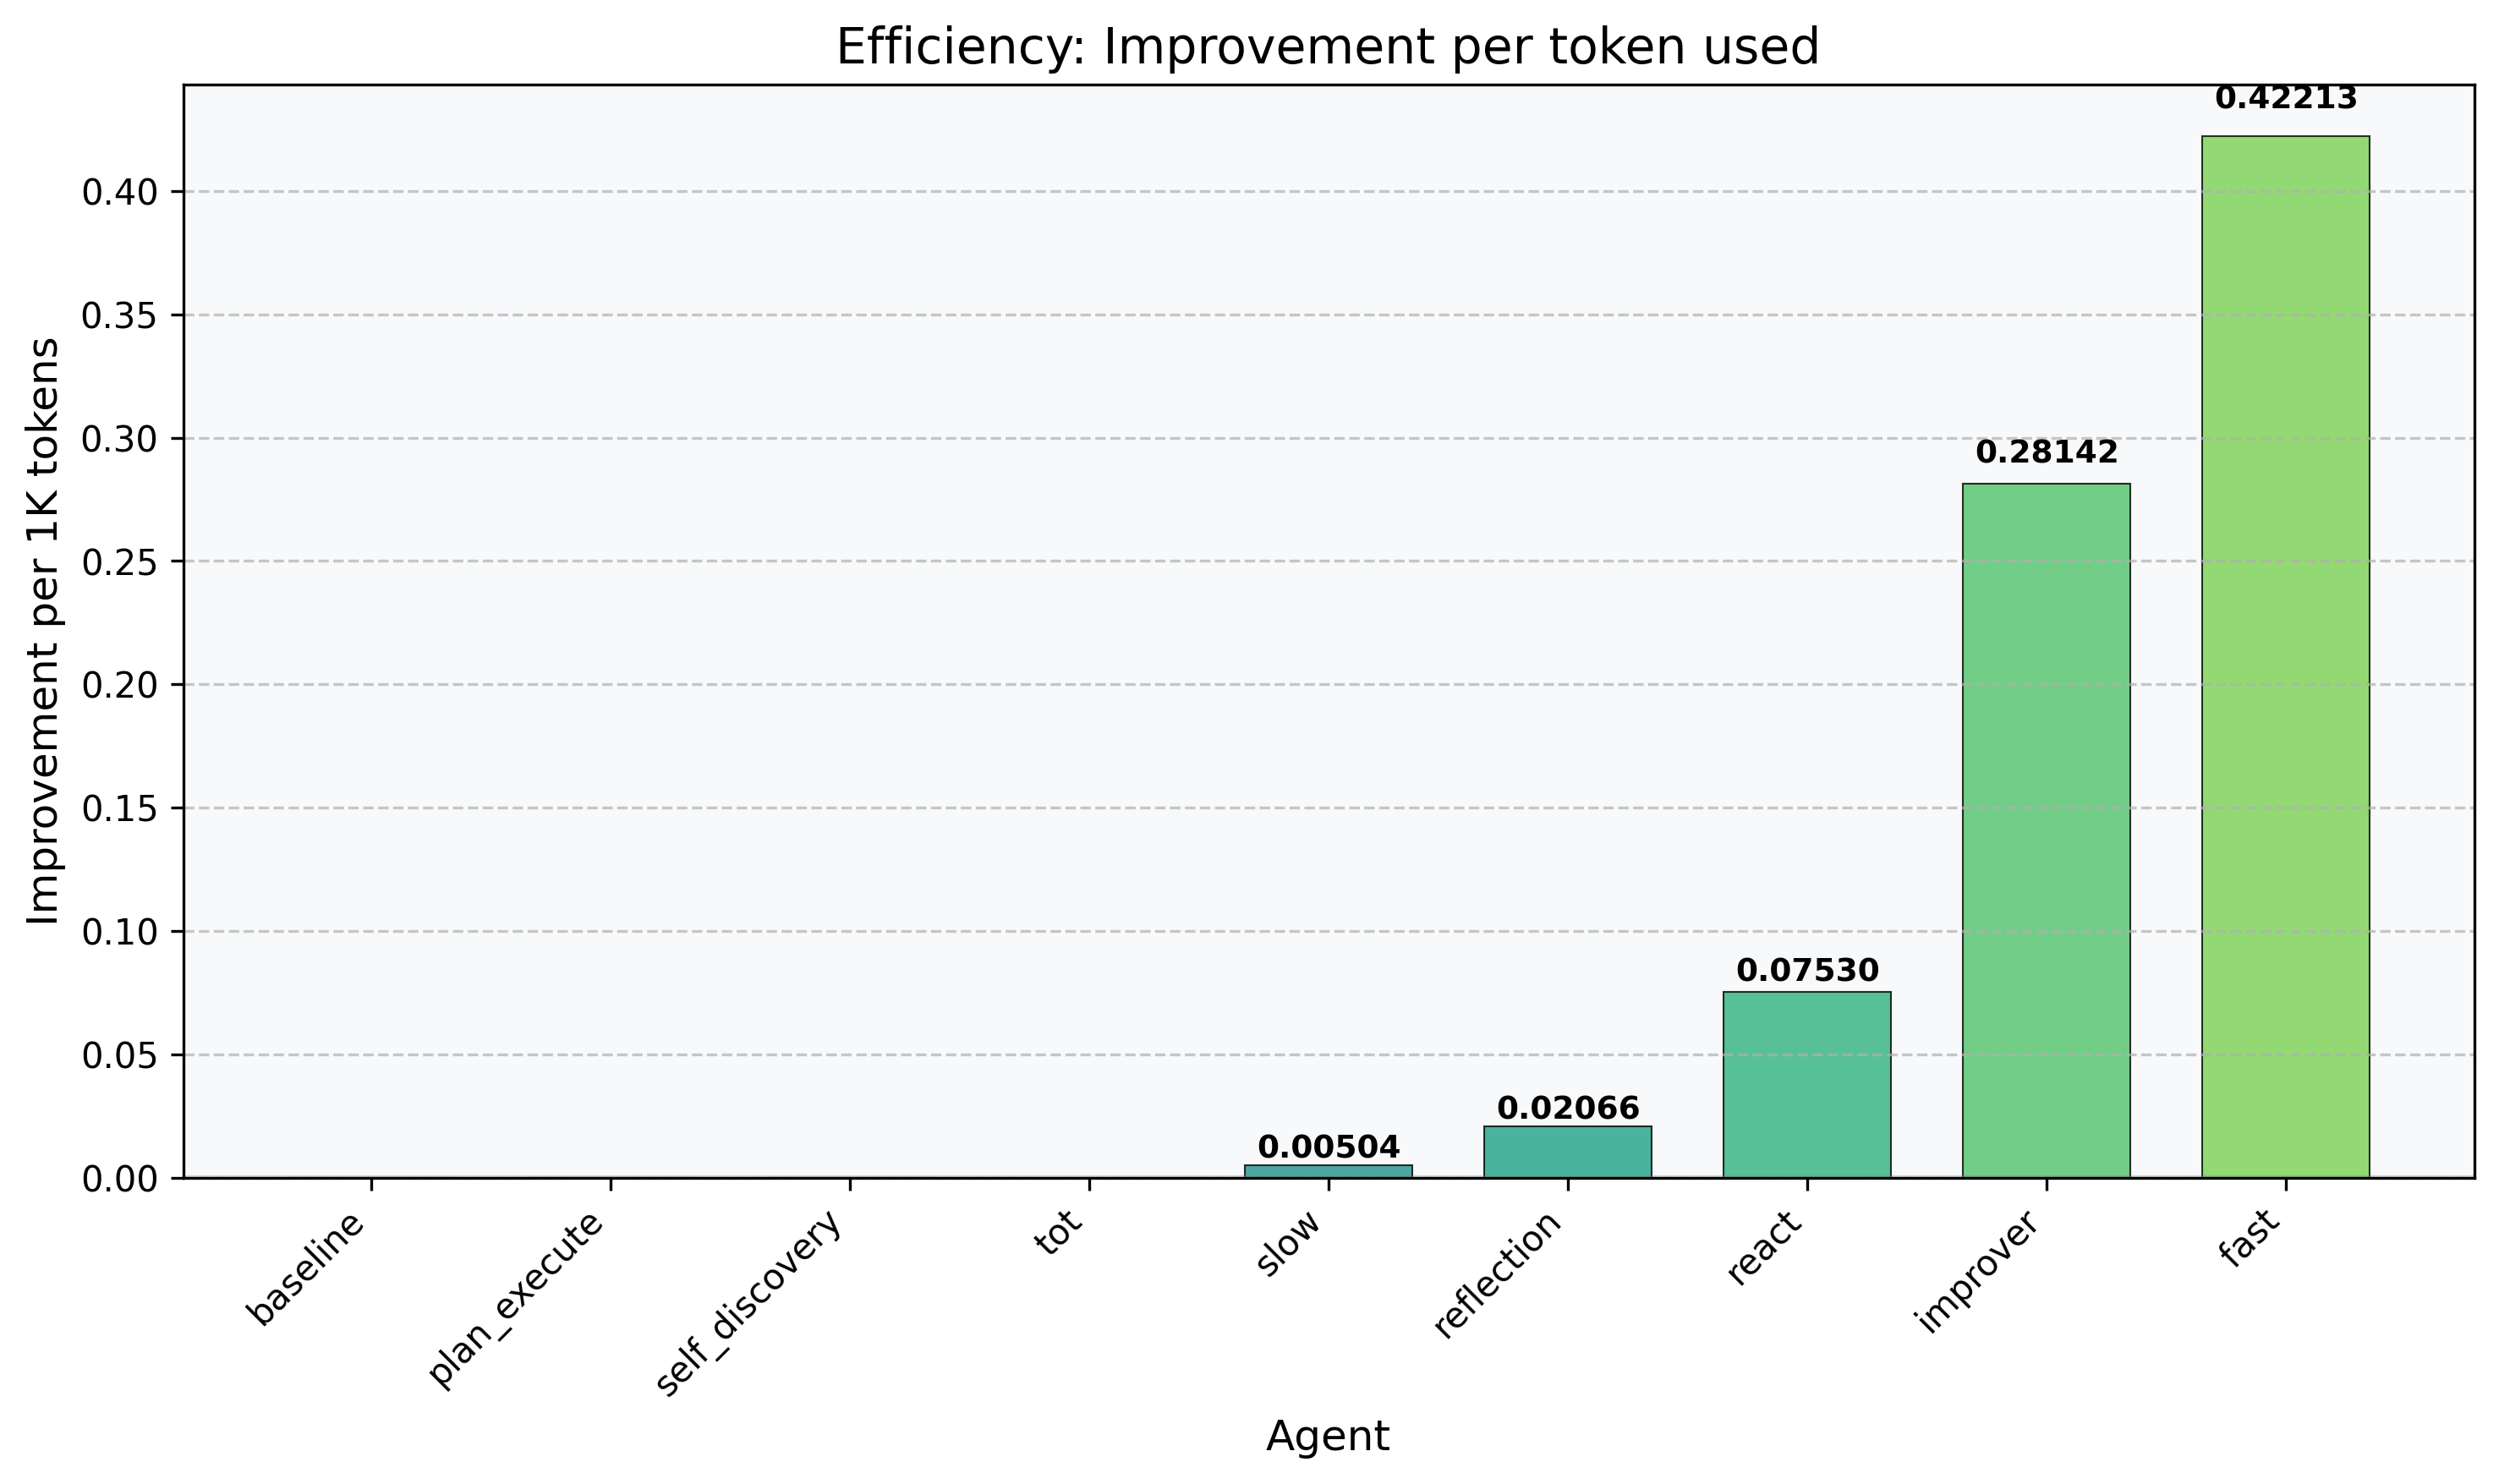 Efficiency: Improvement per token used
Improvement per 1K tokens
0.40
0.35
0.30
0.25
0.20
0.15
0.10
0.05
0.00
0.00504
0.02066
0.07530
0.28142
0.42213
baseline
plan_execute
self_discovery
tot
slow
reflection
react
improver
fast
Agent